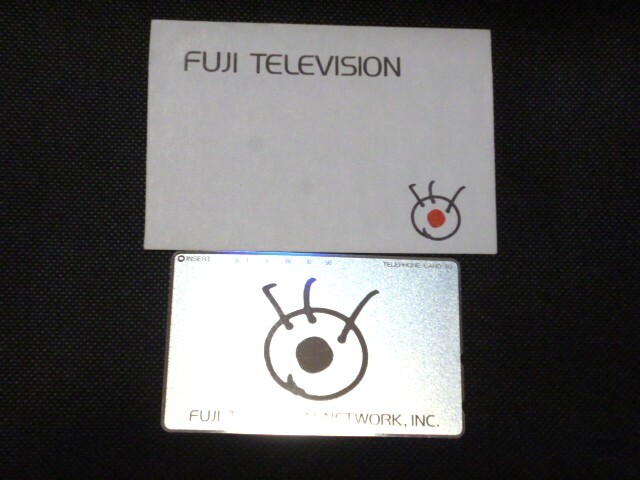 FUJI TELEVISION
INSERT
TELEPHONE CARD 50
FUJI NETWORK, INC.